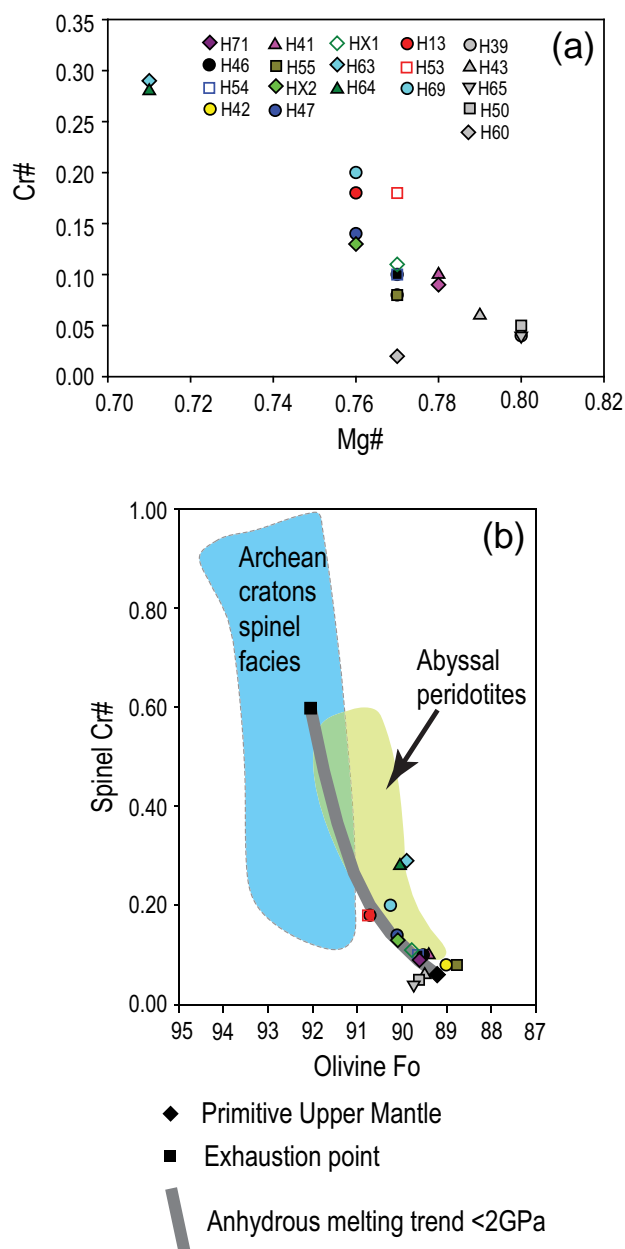 (a)
H71 H41 HX1 H13 H39
H46 H55 H63 H53 H43
H54 HX2 H64 H69 H65
H42 H47 H50
H60
Cr#
0.35
0.30
0.25
0.20
0.15
0.10
0.05
0.00
0.70 0.72 0.74 0.76 0.78 0.80 0.82
Mg#
(b)
Spinel Cr#
1.00
0.80
0.60
0.40
0.20
0.00
Archean
cratons
spinel
facies
Abyssal
peridotites
95 94 93 92 91 90 89 88 87
Olivine Fo
Primitive Upper Mantle
Exhaustion point
Anhydrous melting trend <2GPa